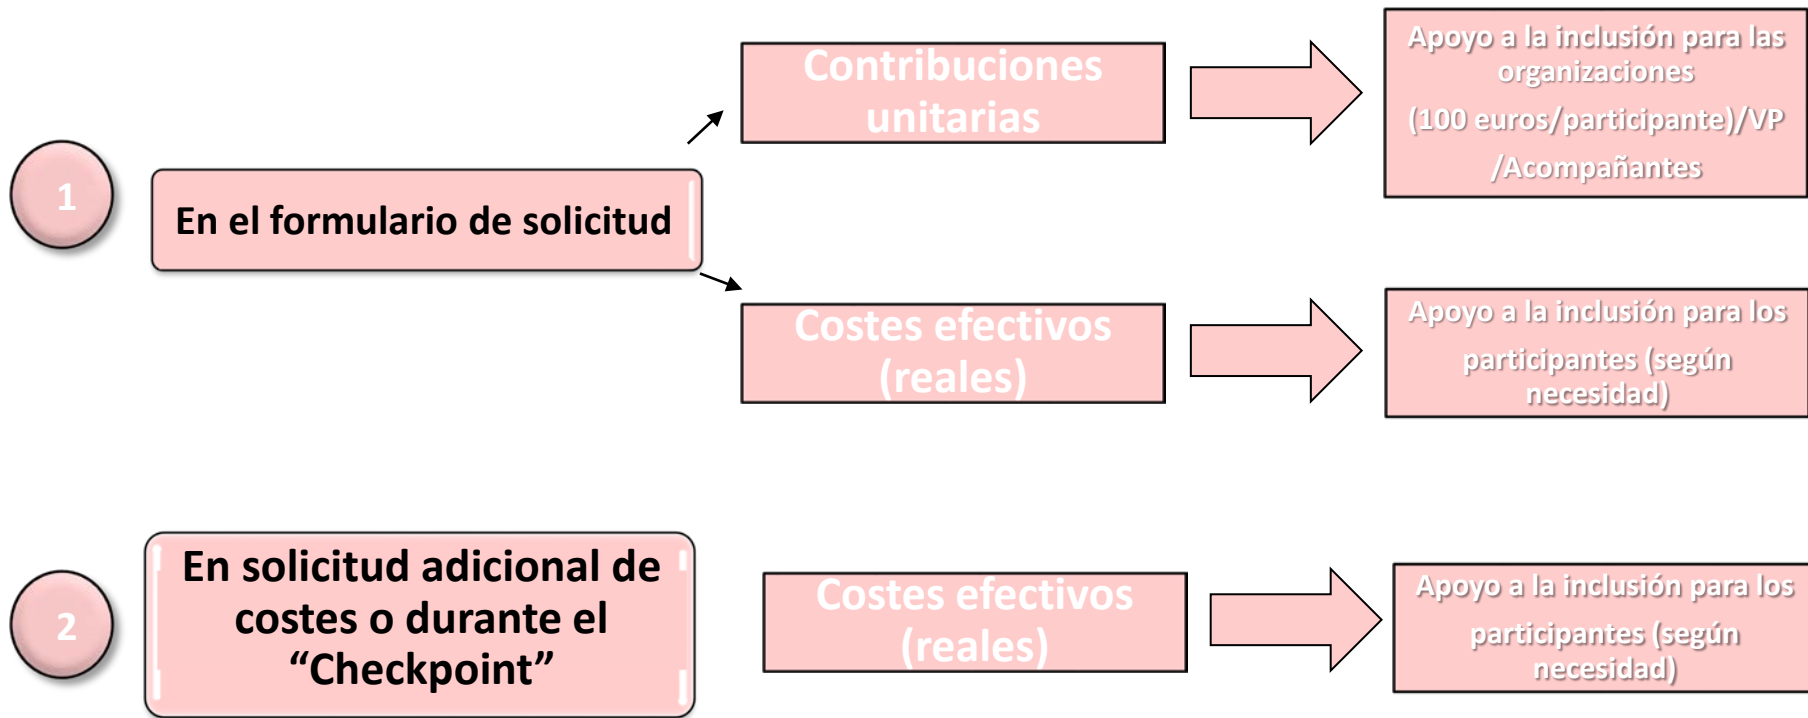 1
En el formulario de solicitud
Contribuciones
unitarias
Apoyo a la inclusión para las
organizaciones
(100 euros/participante)/VP
/Acompañantes
Costes efectivos
(reales)
Apoyo a la inclusión para los
participantes (según
necesidad)
2
En solicitud adicional de
costes o durante el
“Checkpoint”
Costes efectivos
(reales)
Apoyo a la inclusión para los
participantes (según
necesidad)